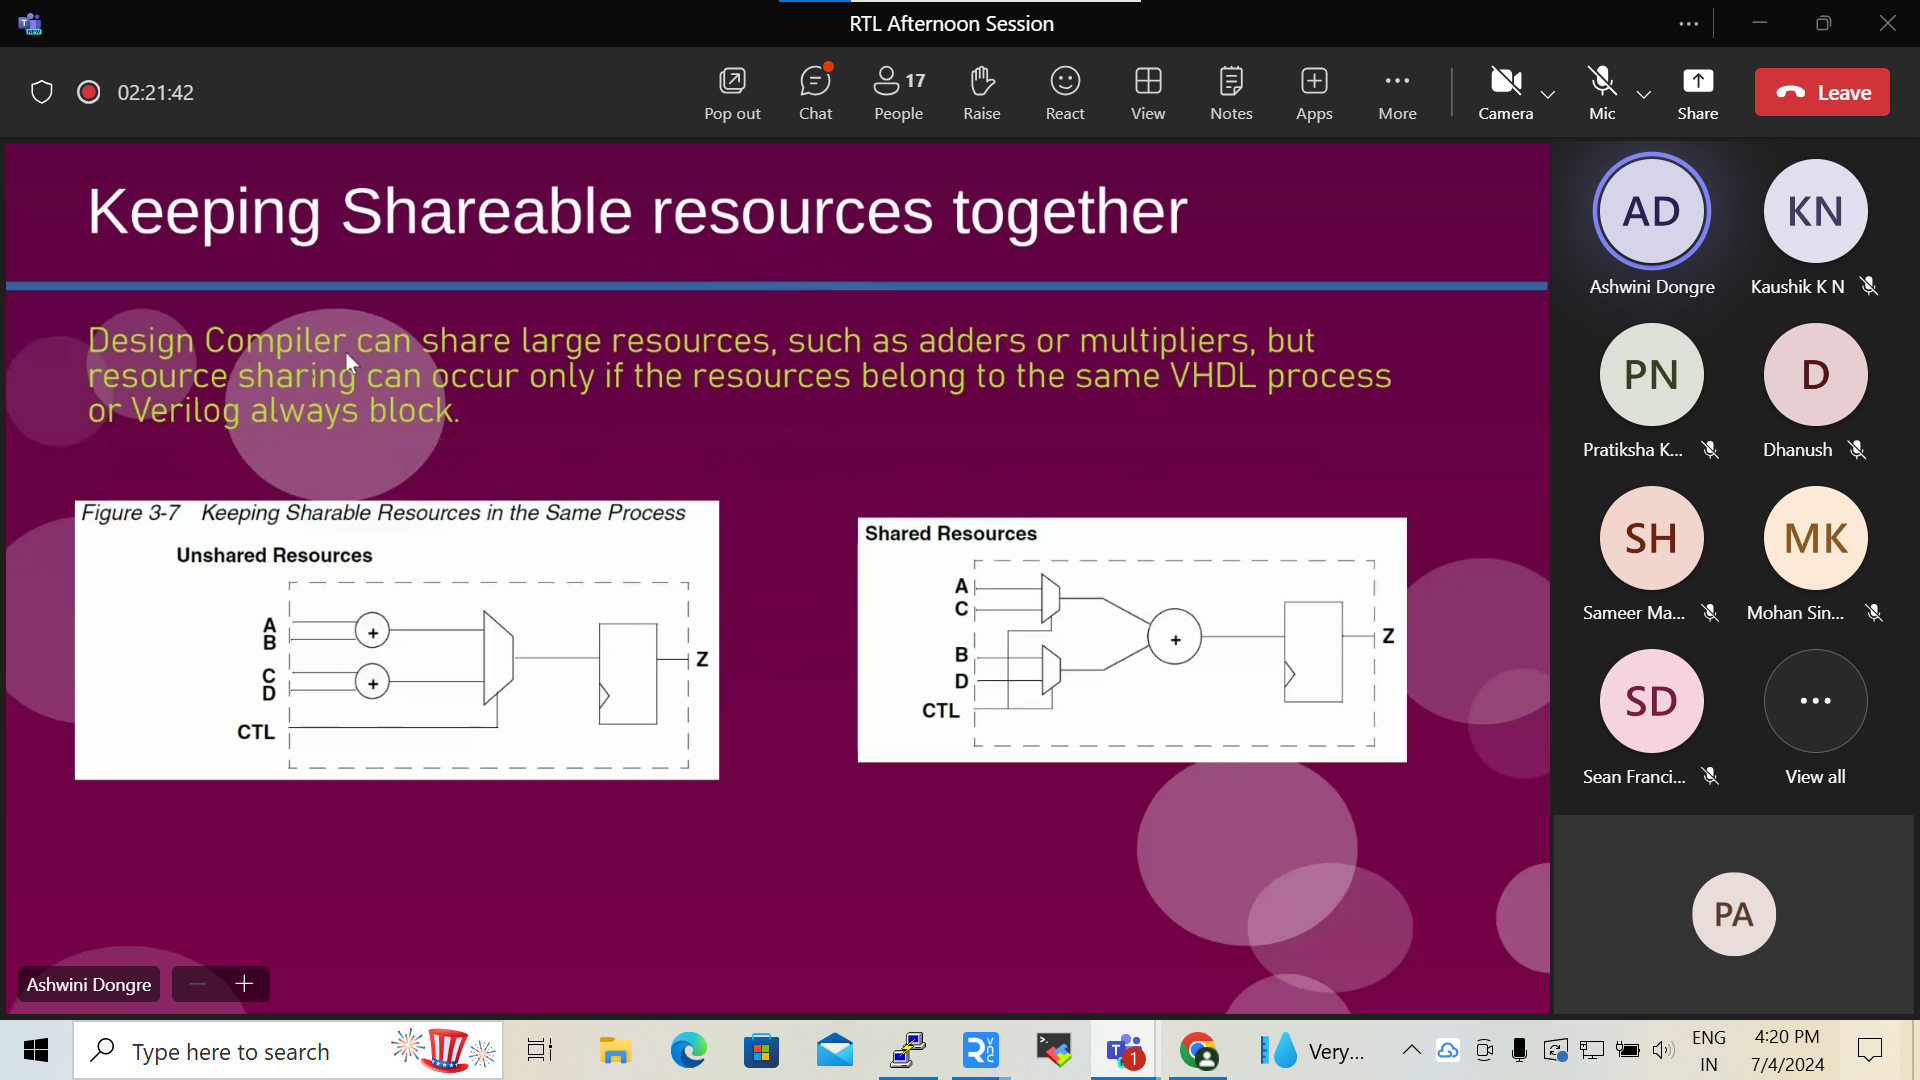 RTL Afternoon Session
02:21:42
Pop out
Chat
People 17
Raise
React
View
Notes
Apps
More
Camera
Mic
Share
Leave
Keeping Shareable resources together
Design Compiler can share large resources, such as adders or multipliers, but
resource sharing can occur only if the resources belong to the same VHDL process
or Verilog always block.
Figure 3-7 Keeping Sharable Resources in the Same Process
Unshared Resources
A
B
C
D
CTL
+
+
Z
Shared Resources
A
C
B
D
CTL
+
Z
Ashwini Dongre
AD
Ashwini Dongre
KN
Kaushik K N
PN
Pratiksha K...
D
Dhanush
SH
Sameer Ma...
MK
Mohan Sin...
SD
Sean Franci...
View all
PA
Type here to search
1
Very...
ENG
IN
4:20 PM
7/4/2024